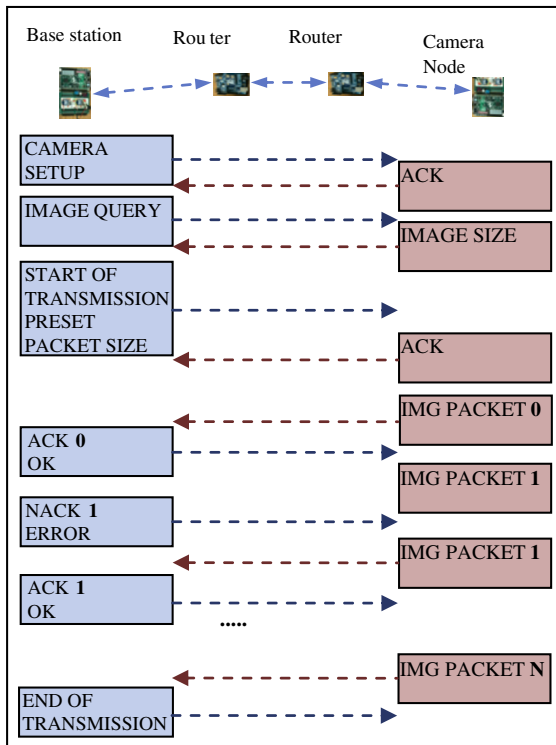 Base station
Rou ter
Router
Camera
Node
CAMERA
SETUP
ACK
IMAGE QUERY
IMAGE SIZE
START OF
TRANSMISSION
PRESET
PACKET SIZE
ACK
IMG PACKET 0
ACK 0
OK
IMG PACKET 1
NACK 1
ERROR
IMG PACKET 1
ACK 1
OK
.....
IMG PACKET N
END OF
TRANSMISSION